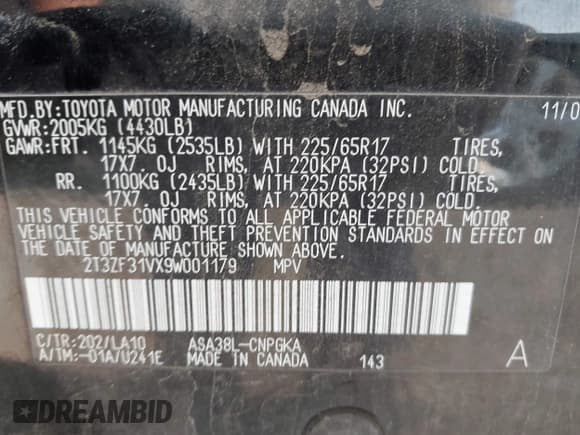 MFD.BY:TOYOTA MOTOR MANUFACTURING CANADA INC. 11/0
GVWR:2005KG (4430LB)
GAWR:FRT. 1145KG (2535LB) WITH 225/65R17 TIRES,
17X7.0J RIMS, AT 220KPA (32PSI) COLD.
RR. 1100KG (2435LB) WITH 225/65R17 TIRES,
17X7.0J RIMS, AT 220KPA (32PSI) COLD.
THIS VEHICLE CONFORMS TO ALL APPLICABLE FEDERAL MOTOR
VEHICLE SAFETY AND THEFT PREVENTION STANDARDS IN EFFECT ON
THE DATE OF MANUFACTURE SHOWN ABOVE.
2T3ZF31VX9W001179 MPV
C/TR:202/LA10 ASA38L-CNPGKA
A/TM:-01A/U241E MADE IN CANADA 143 A
DREAMBID